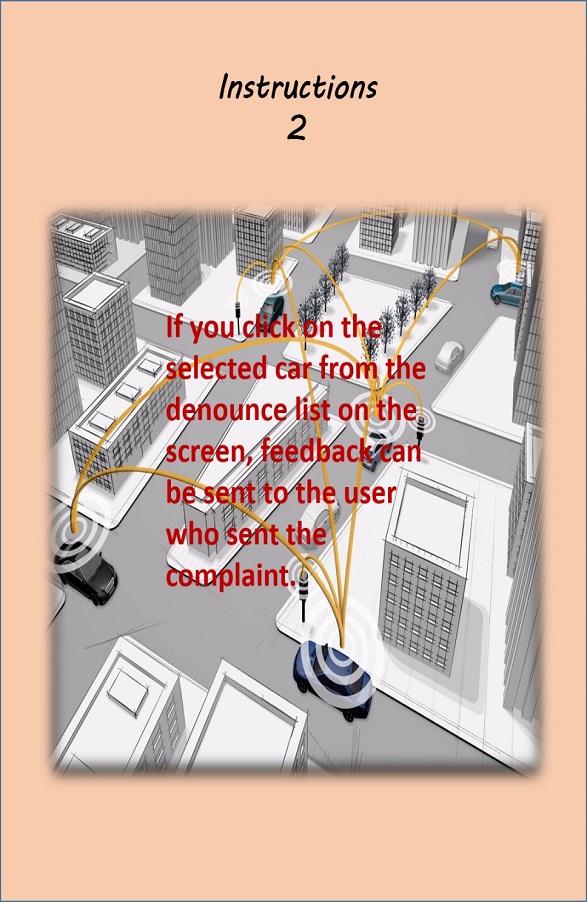 Instructions
2
If you click on the
selected car from the
denounce list on the
screen, feedback can
be sent to the user
who sent the
complaint.